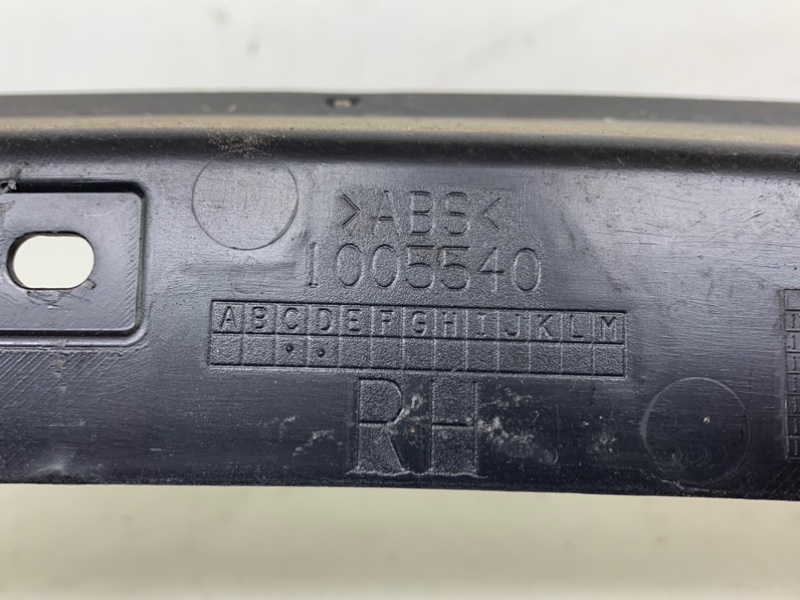 >ABS<
1005540
A B C D E F G H I J K L M
RH